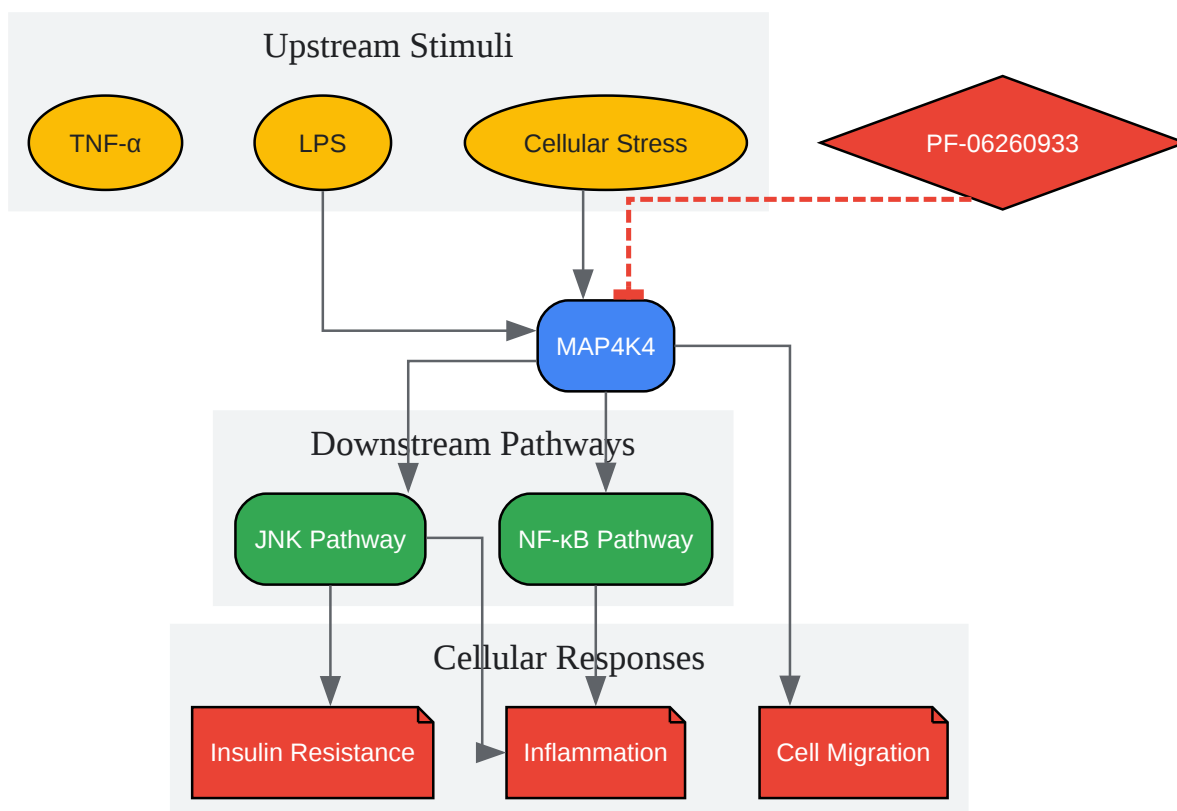 Upstream Stimuli
TNF-α
LPS
Cellular Stress
PF-06260933
MAP4K4
Downstream Pathways
JNK Pathway
NF-κB Pathway
Cellular Responses
Insulin Resistance
Inflammation
Cell Migration